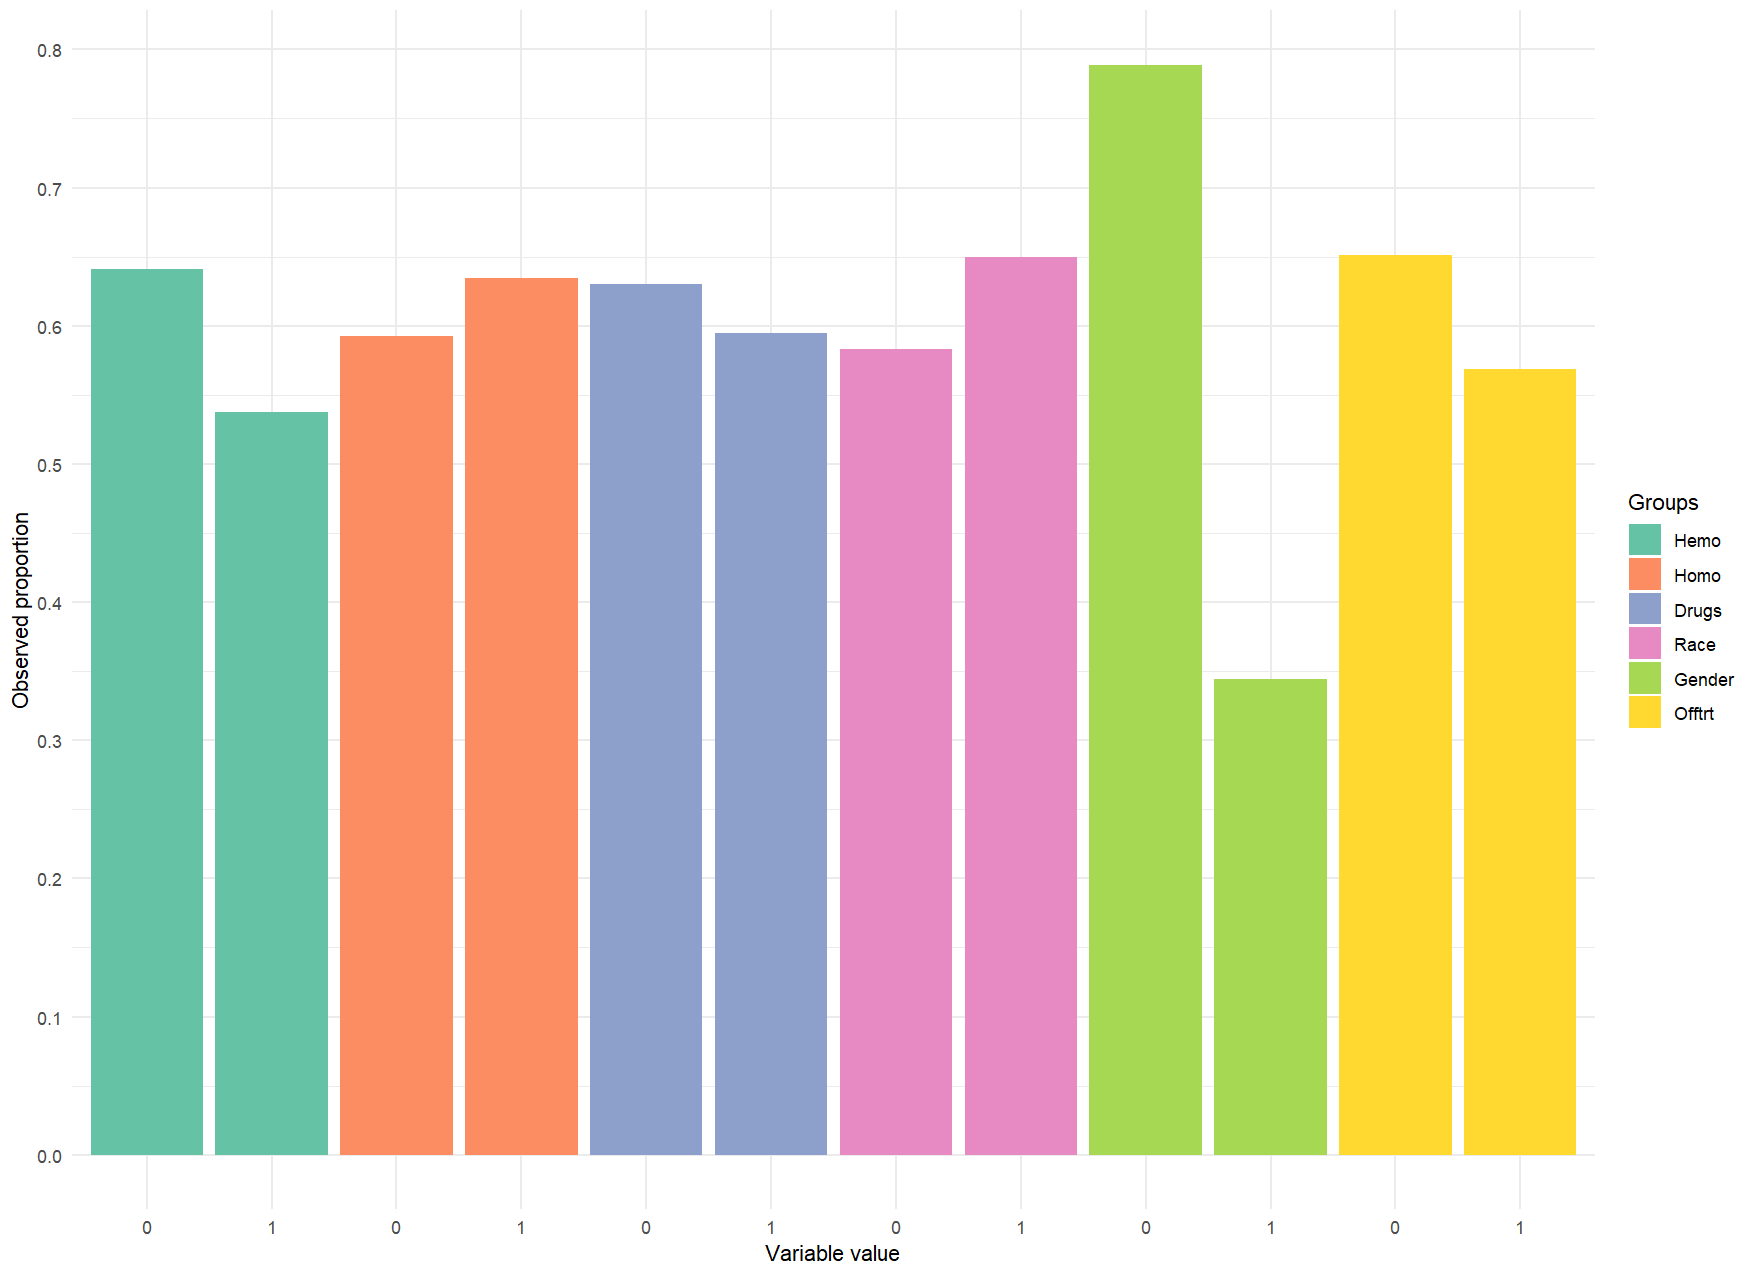 0.8
0.7
0.6
0.5
0.4
0.3
0.2
0.1
0.0
Observed proportion
0 1 0 1 0 1 0 1 0 1 0 1
Variable value
Groups
Hemo
Homo
Drugs
Race
Gender
Offtrt